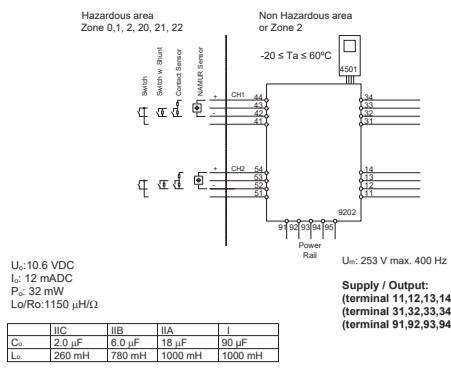 Hazardous area
Zone 0,1, 2, 20, 21, 22
Non Hazardous area
or Zone 2
-20 ≤ Ta ≤ 60ºC
4501
Switch
Switch w. Shunt
Contact Sensor
NAMUR Sensor
+ CH1 44
43
- 42
41
34
33
32
31
+ CH2 54
53
- 52
51
14
13
12
11
9202
91 92 93 94 95
Power
Rail
Uₒ:10.6 VDC
Iₒ: 12 mADC
Pₒ: 32 mW
Lo/Ro:1150 µH/Ω
Uₘ: 253 V max. 400 Hz
Supply / Output:
(terminal 11,12,13,14
(terminal 31,32,33,34
(terminal 91,92,93,94
IIC IIB IIA I
Cₒ. 2.0 µF 6.0 µF 18 µF 90 µF
Lₒ. 260 mH 780 mH 1000 mH 1000 mH